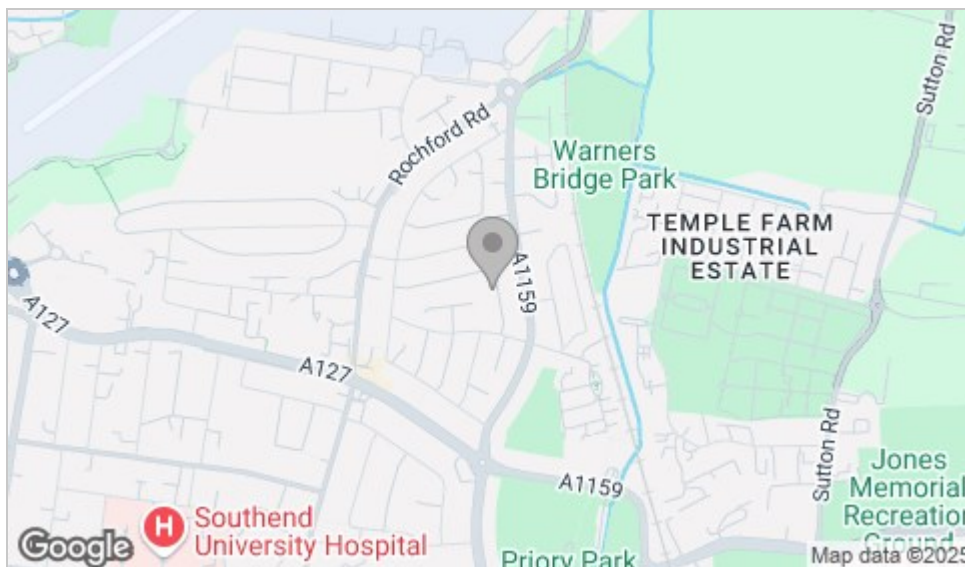 Sutton Rd
Rochford Rd
Warners
Bridge Park
TEMPLE FARM
INDUSTRIAL
ESTATE
A1159
A127
A127
Sutton Rd
A1159
Jones
Memorial
Recreation
Ground
H
Southend
University Hospital
Priory Park
Google
Map data ©2025